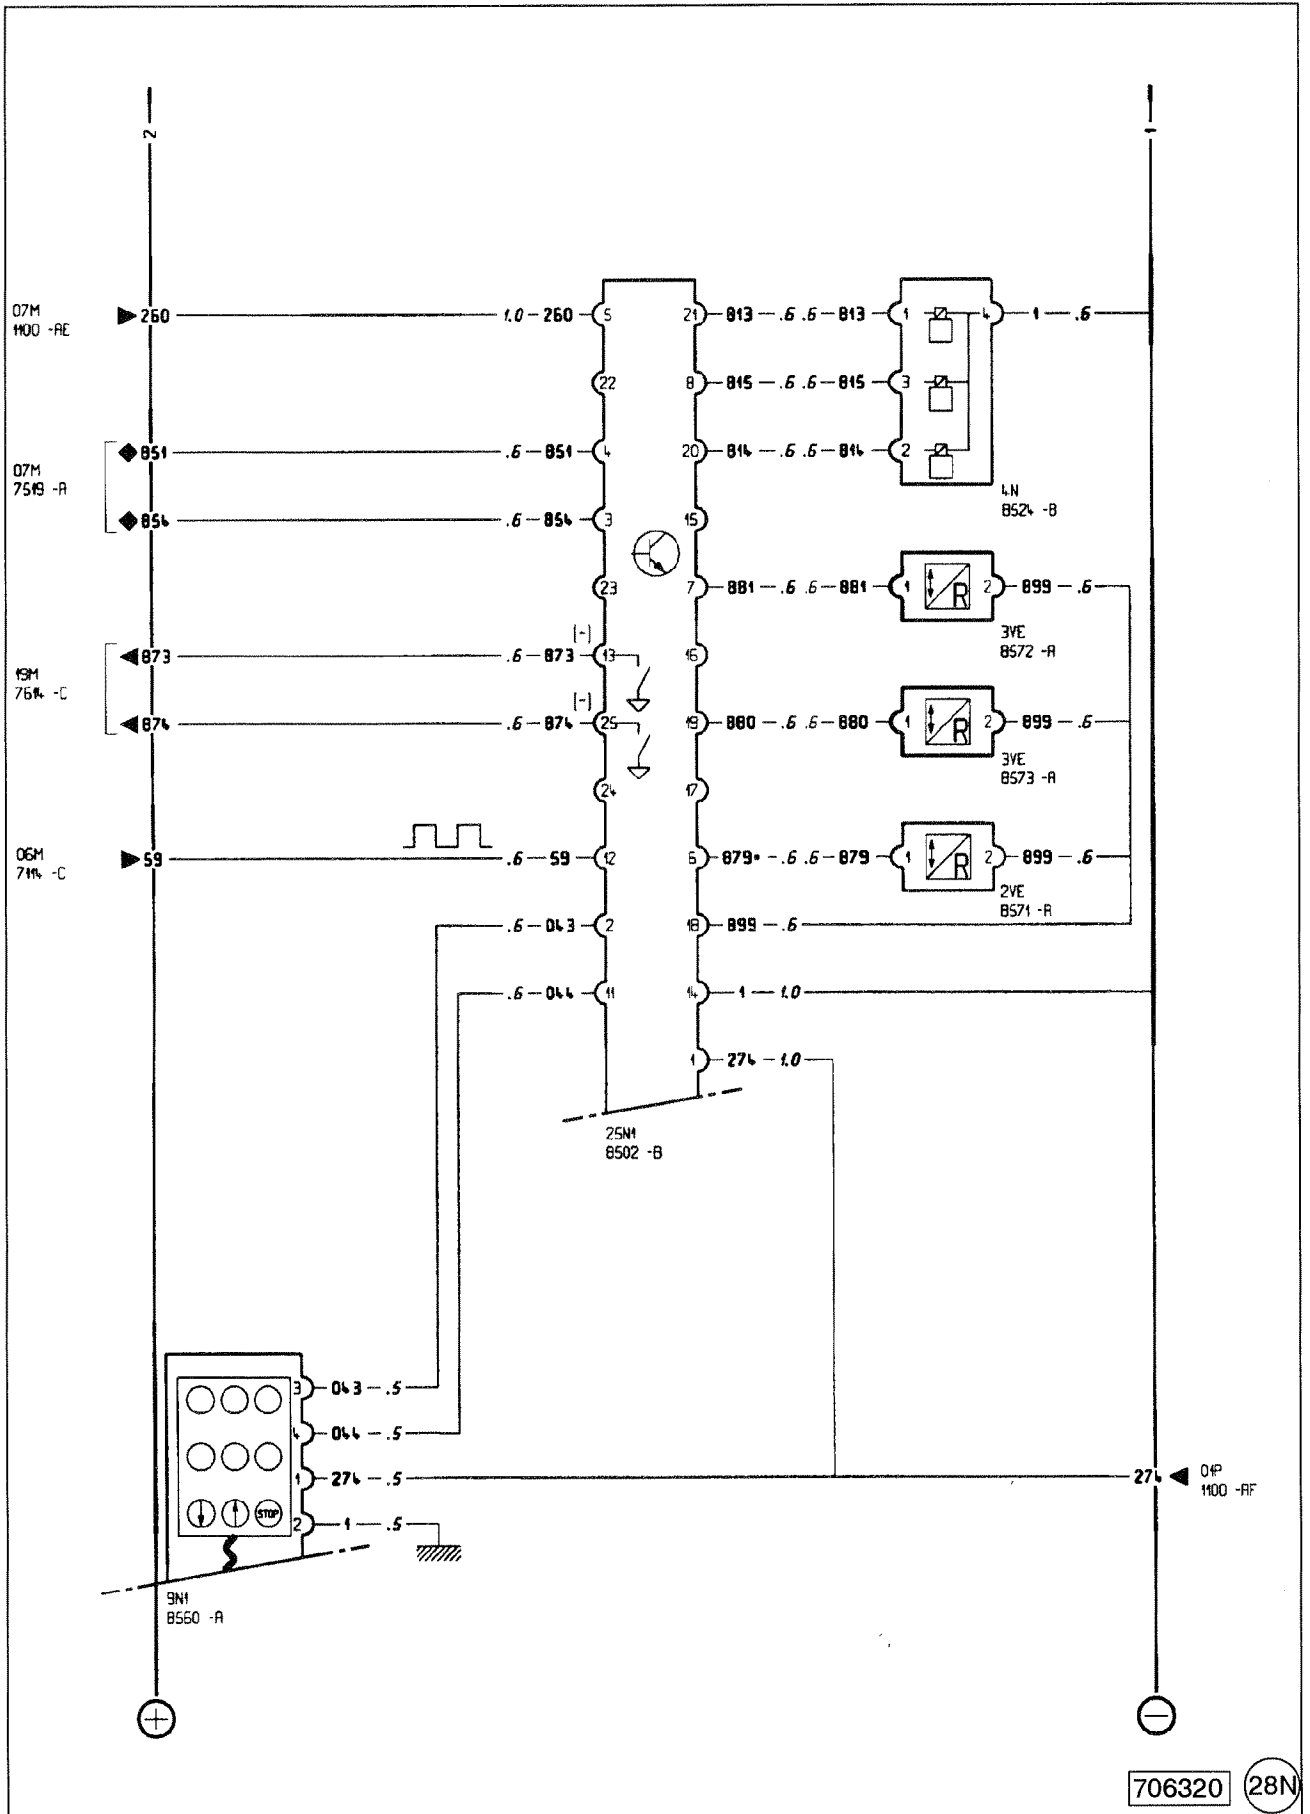 2
1
07M
1100 -AE
260
1.0 260 5
21 813 .6 .6 813 1
4 1 .6
22
8 815 .6 .6 815 3
07M
7519 -A
851
.6 851 4
20 814 .6 .6 814 2
4N
8524 -B
854
.6 854 3
15
23
7 881 .6 .6 881 1
R
2 899 .6
3VE
8572 -A
19M
7614 -C
873
.6 873 (-) 13
16
874
.6 874 (-) 25
19 880 .6 .6 880 1
R
2 899 .6
3VE
8573 -A
24
17
06M
7114 -C
59
.6 59 12
6 879 .6 .6 879 1
R
2 899 .6
2VE
8571 -A
.6 043 2
18 899 .6
.6 044 11
14 1 1.0
1 274 1.0
25N1
8502 -B
3 043 .5
4 044 .5
1 274 .5
274
01P
1100 -AF
STOP
2 1 .5
9N1
8560 -A
+
−
706320
28N